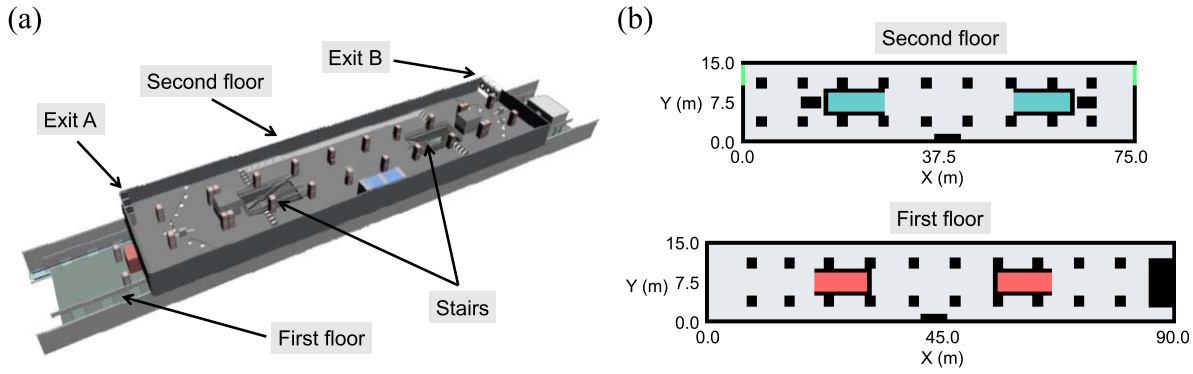 (a)
Exit B
Second floor
Exit A
Stairs
First floor
(b)
Second floor
15.0
Y (m) 7.5
0.0
0.0 37.5 75.0
X (m)
First floor
15.0
Y (m) 7.5
0.0
0.0 45.0 90.0
X (m)